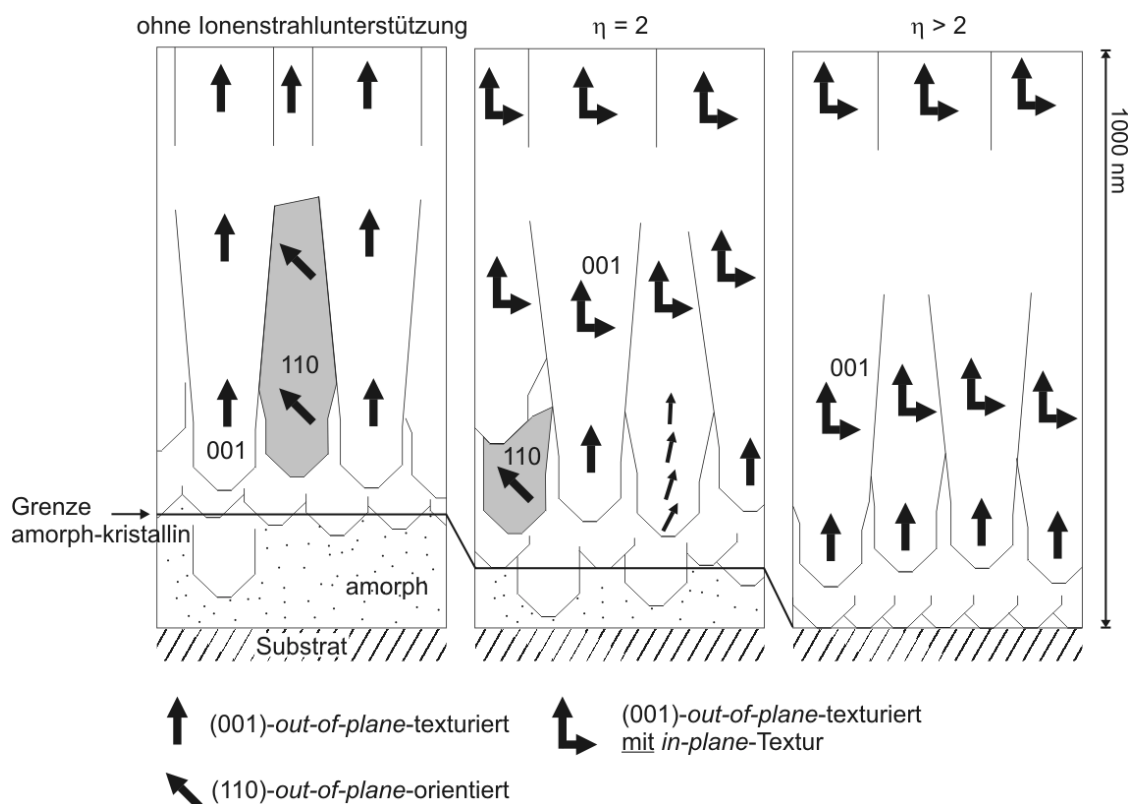 ohne Ionenstrahlunterstützung
η = 2
η > 2
1000 nm
001
110
001
110
001
001
Grenze
amorph-kristallin
amorph
Substrat
(001)-out-of-plane-texturiert
(110)-out-of-plane-orientiert
(001)-out-of-plane-texturiert
mit in-plane-Textur